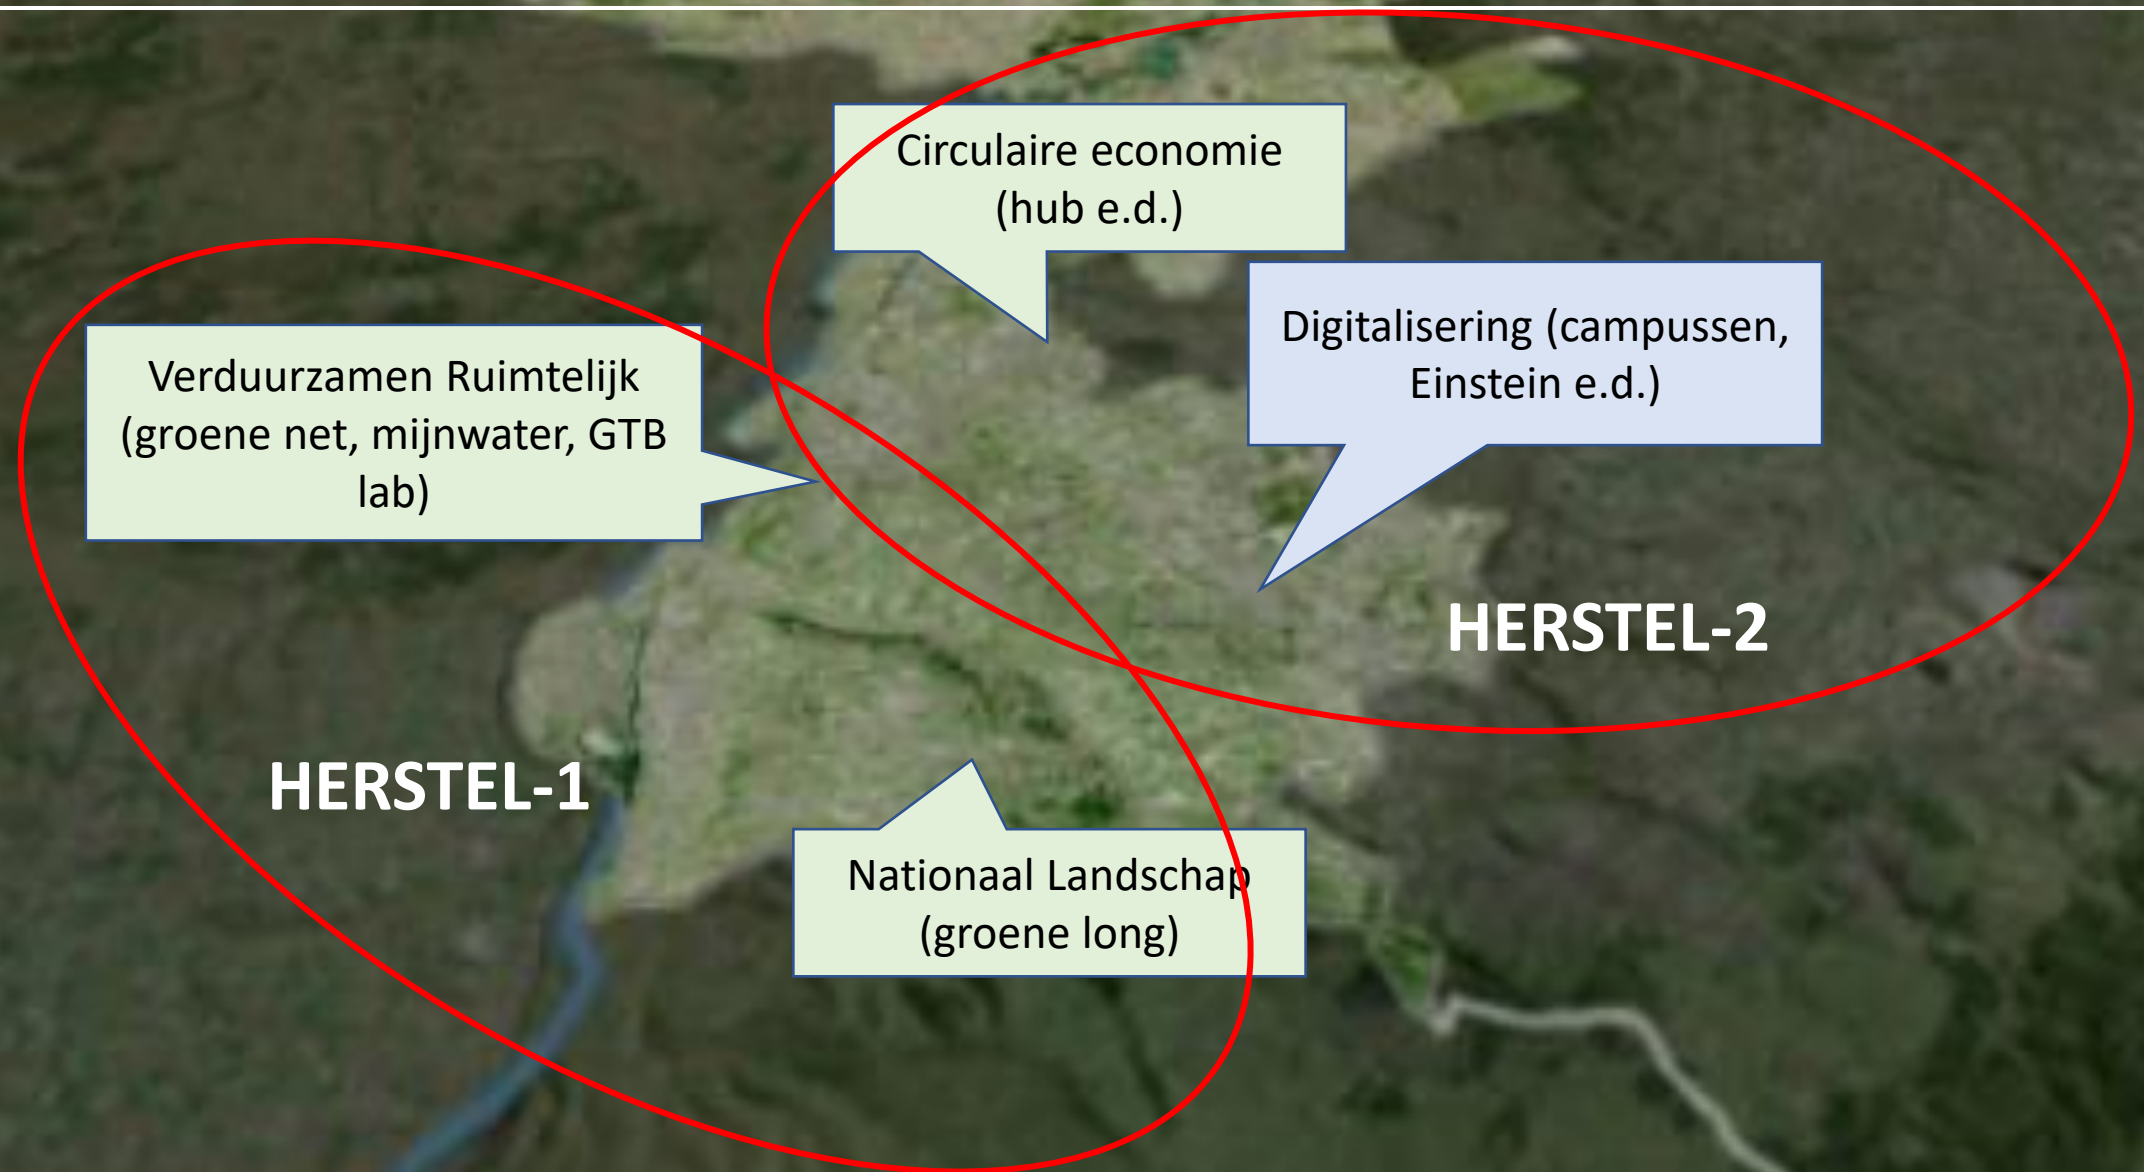 Circulaire economie
(hub e.d.)
Digitalisering (campussen,
Einstein e.d.)
Verduurzamen Ruimtelijk
(groene net, mijnwater, GTB
lab)
HERSTEL-2
HERSTEL-1
Nationaal Landschap
(groene long)